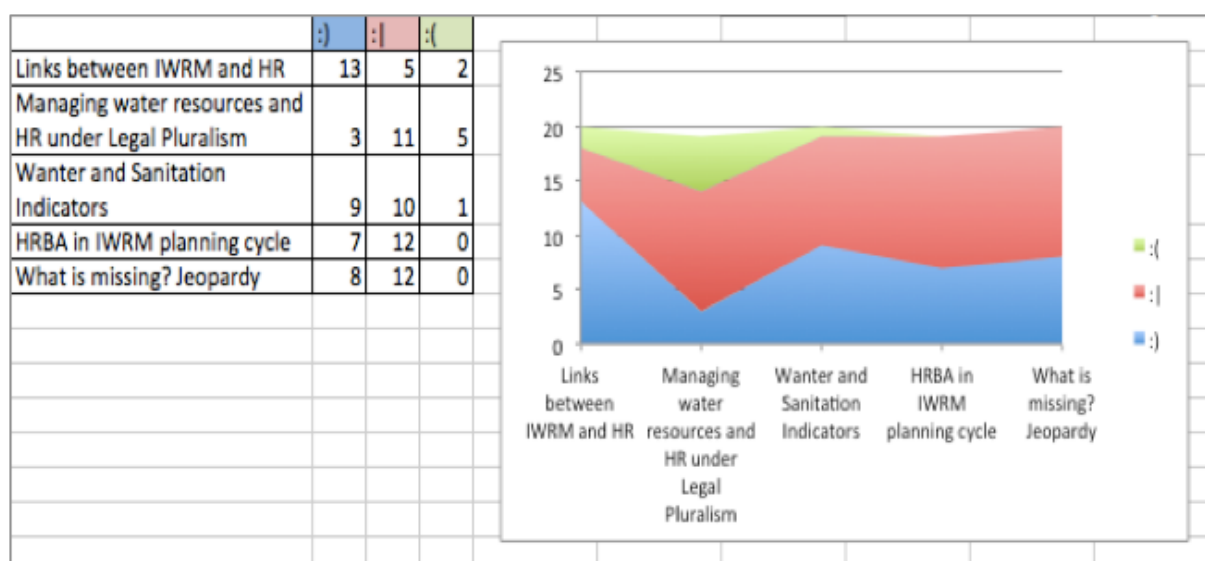 :) :| :(
Links between IWRM and HR 13 5 2
Managing water resources and
HR under Legal Pluralism 3 11 5
Wanter and Sanitation
Indicators 9 10 1
HRBA in IWRM planning cycle 7 12 0
What is missing? Jeopardy 8 12 0
25
20
15
10
5
0
Links
between
IWRM and HR
Managing
water
resources and
HR under
Legal
Pluralism
Wanter and
Sanitation
Indicators
HRBA in
IWRM
planning cycle
What is
missing?
Jeopardy
:(
:|
:)